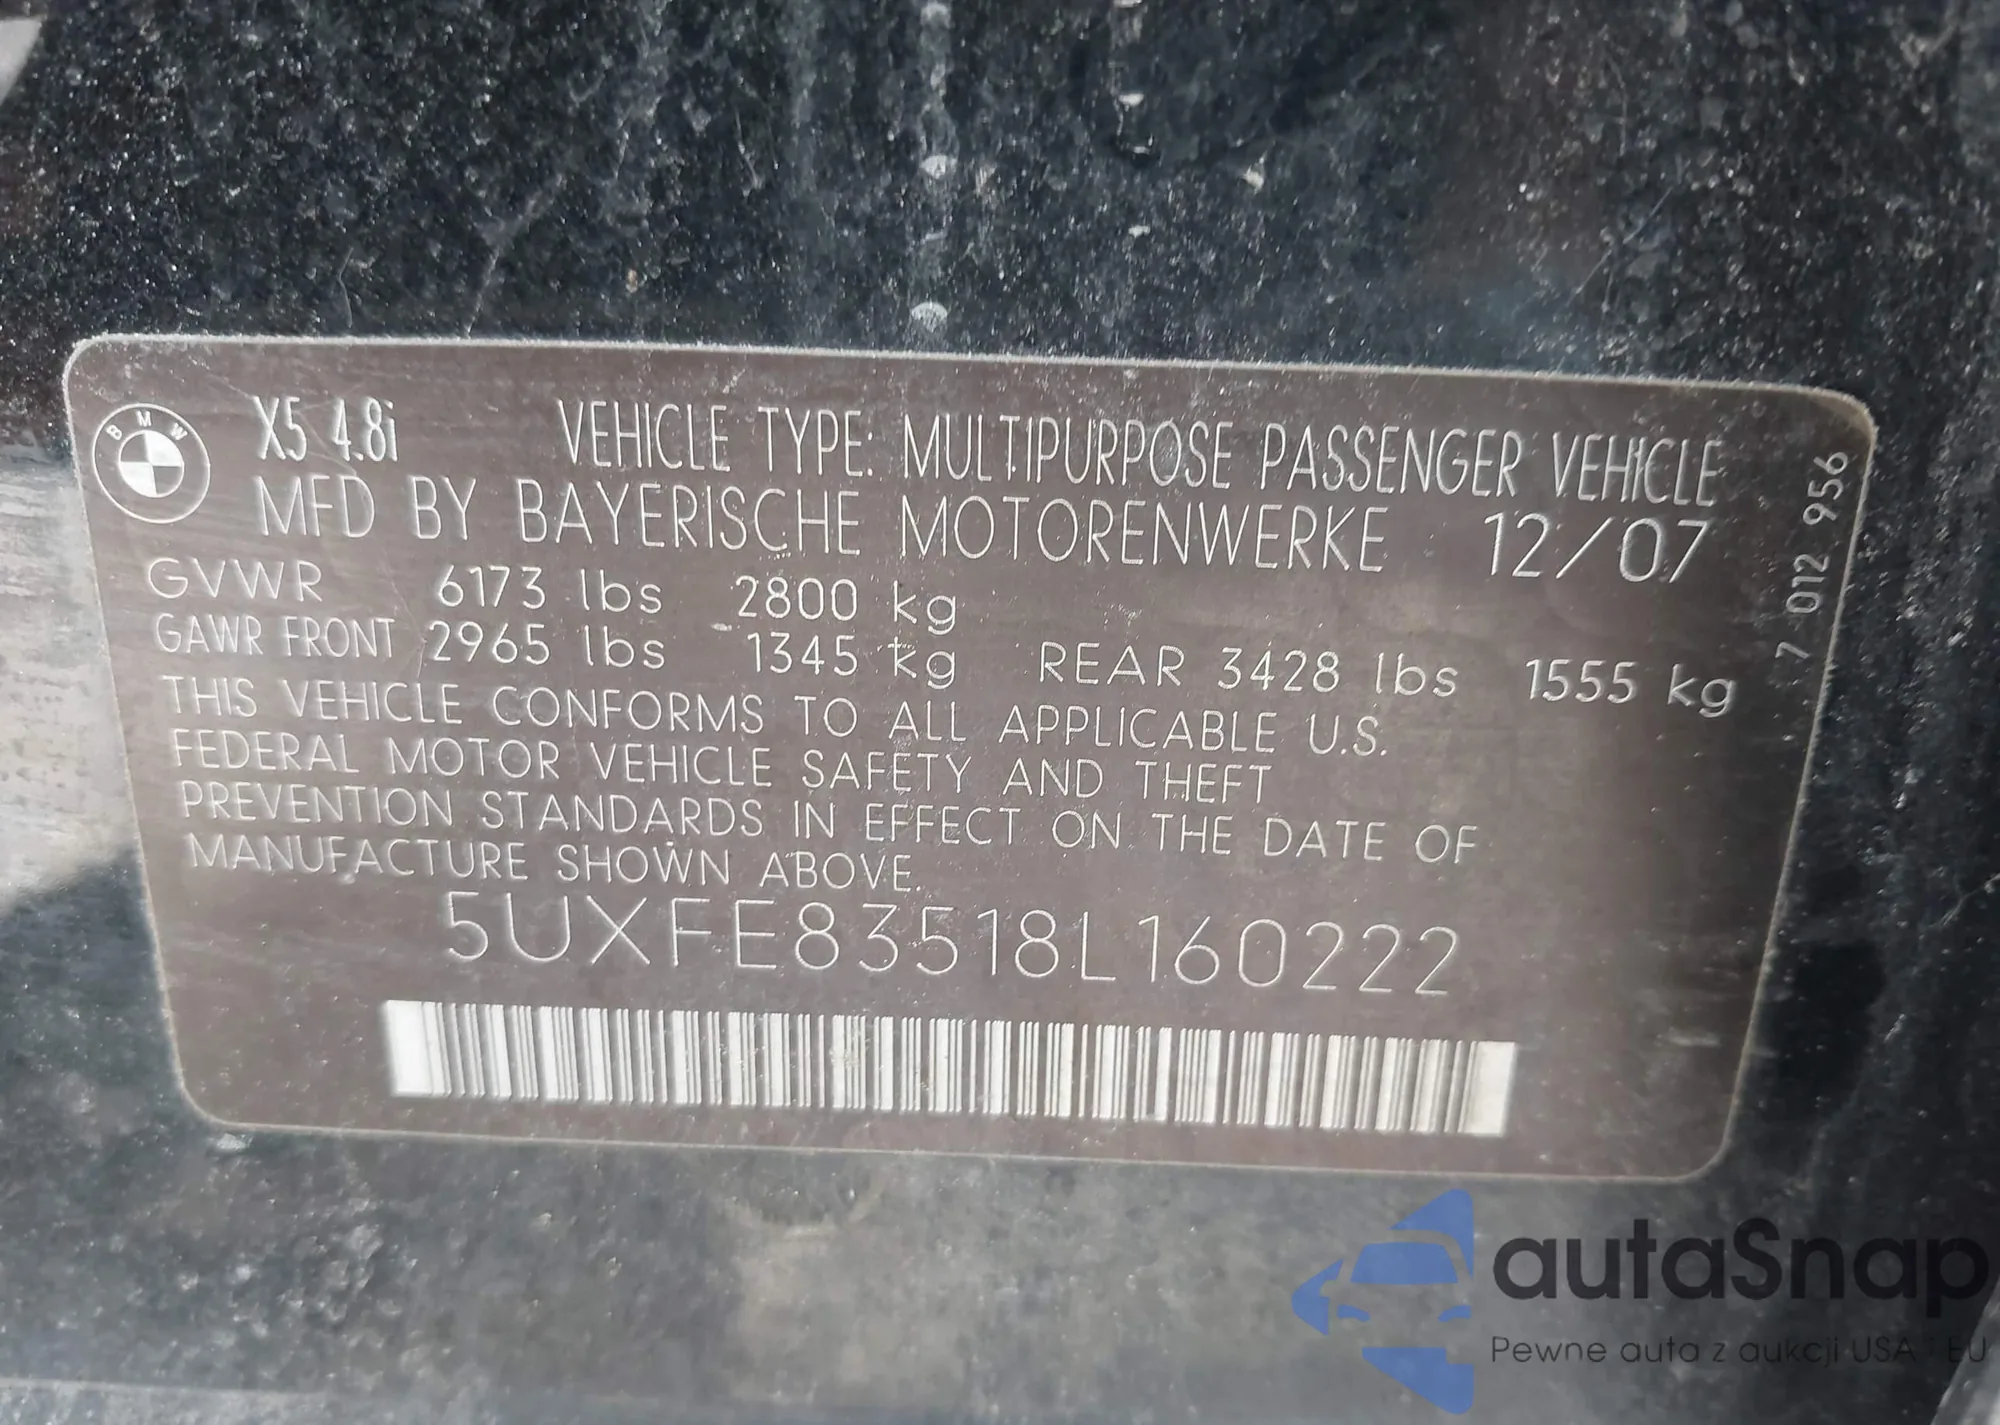 BMW
X5 4.8i VEHICLE TYPE: MULTIPURPOSE PASSENGER VEHICLE
MFD BY BAYERISCHE MOTORENWERKE 12/07
GVWR 6173 lbs 2800 kg
GAWR FRONT 2965 lbs 1345 kg REAR 3428 lbs 1555 kg
THIS VEHICLE CONFORMS TO ALL APPLICABLE U.S.
FEDERAL MOTOR VEHICLE SAFETY AND THEFT
PREVENTION STANDARDS IN EFFECT ON THE DATE OF
MANUFACTURE SHOWN ABOVE.
5UXFE83518L160222
7 012 956
autaSnap
Pewne auta z aukcji USA i EU